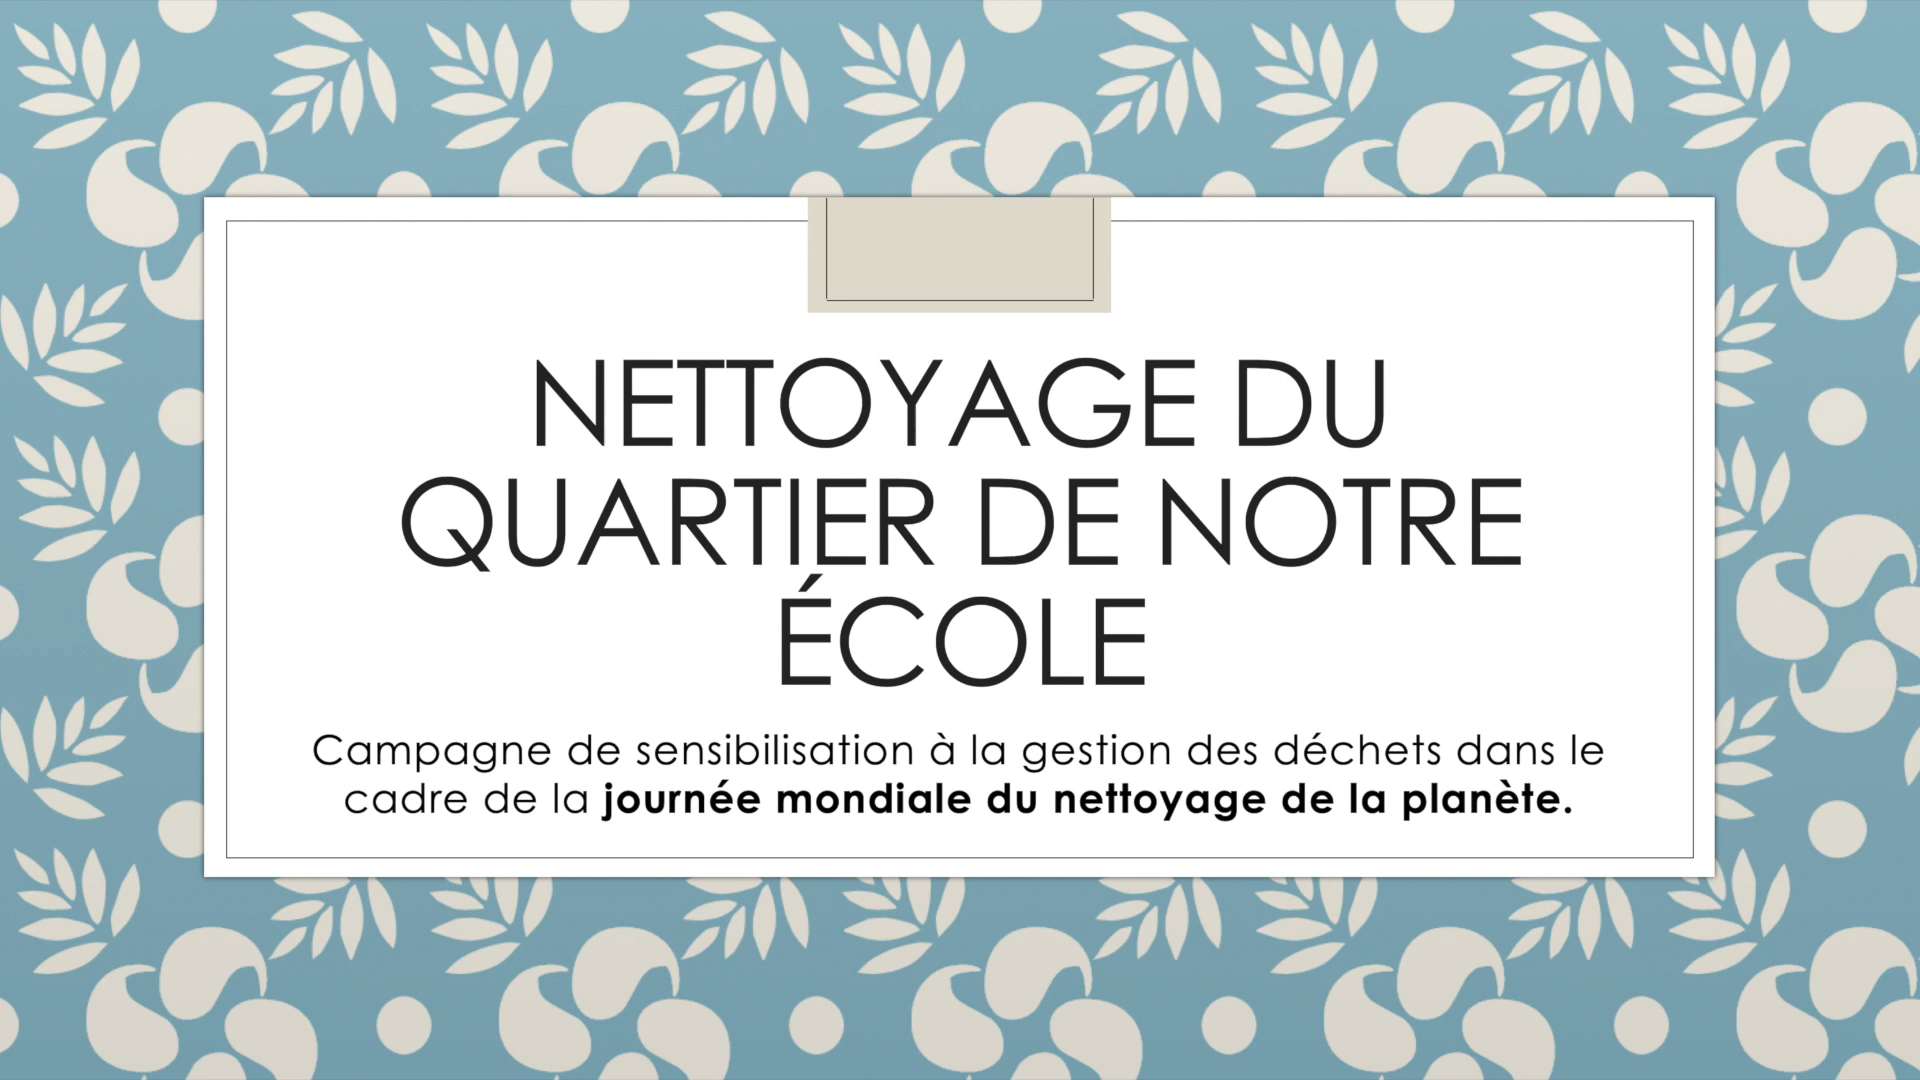 NETTOYAGE DU
QUARTIER DE NOTRE
ÉCOLE
Campagne de sensibilisation à la gestion des déchets dans le
cadre de la journée mondiale du nettoyage de la planète.